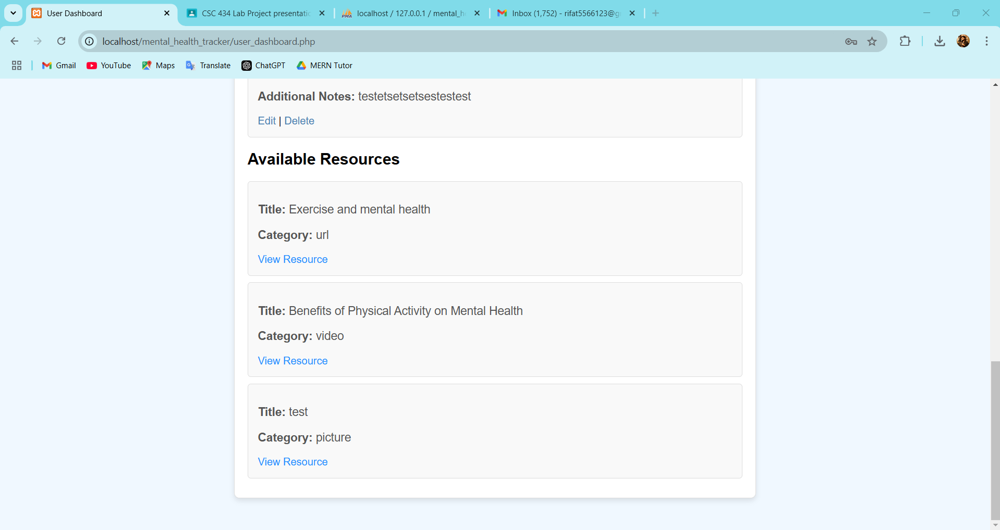 User Dashboard
CSC 434 Lab Project presentatic
localhost / 127.0.0.1 / mental_h
Inbox (1,752) - rifat5566123@g
localhost/mental_health_tracker/user_dashboard.php
Gmail
YouTube
Maps
Translate
ChatGPT
MERN Tutor
Additional Notes: testetsetsetsestestest
Edit | Delete
Available Resources
Title: Exercise and mental health
Category: url
View Resource
Title: Benefits of Physical Activity on Mental Health
Category: video
View Resource
Title: test
Category: picture
View Resource